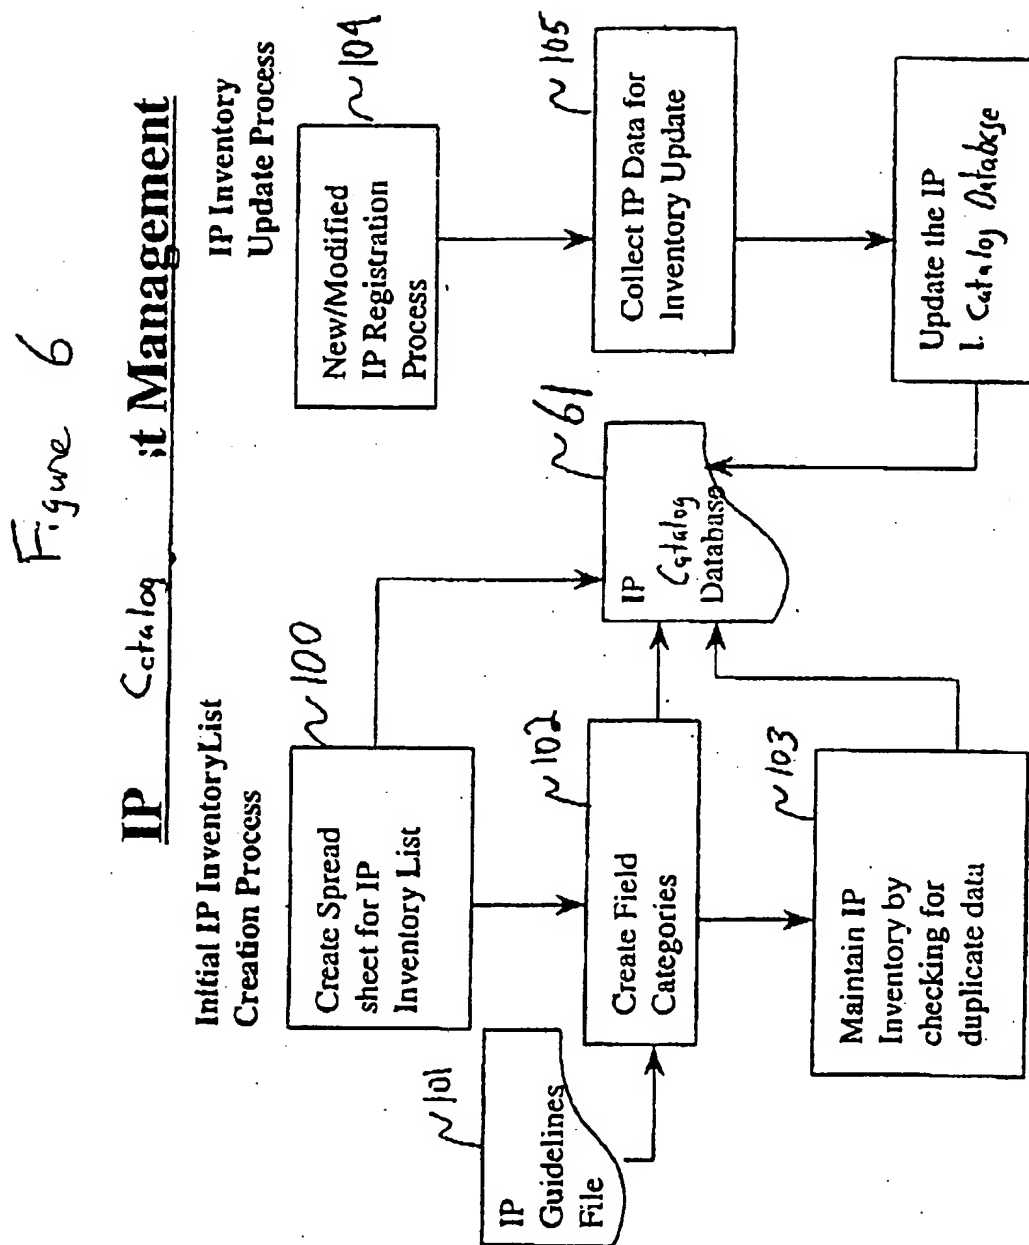 Figure 6
IP Catalog st Management
Initial IP InventoryList
Creation Process
IP Inventory
Update Process
~100
Create Spread
sheet for IP
Inventory List
~104
New/Modified
IP Registration
Process
~101
IP
Guidelines
File
~102
Create Field
Categories
~61
IP Catalog
Database
~105
Collect IP Data for
Inventory Update
~103
Maintain IP
Inventory by
checking for
duplicate data
Update the IP
I. Catalog Database